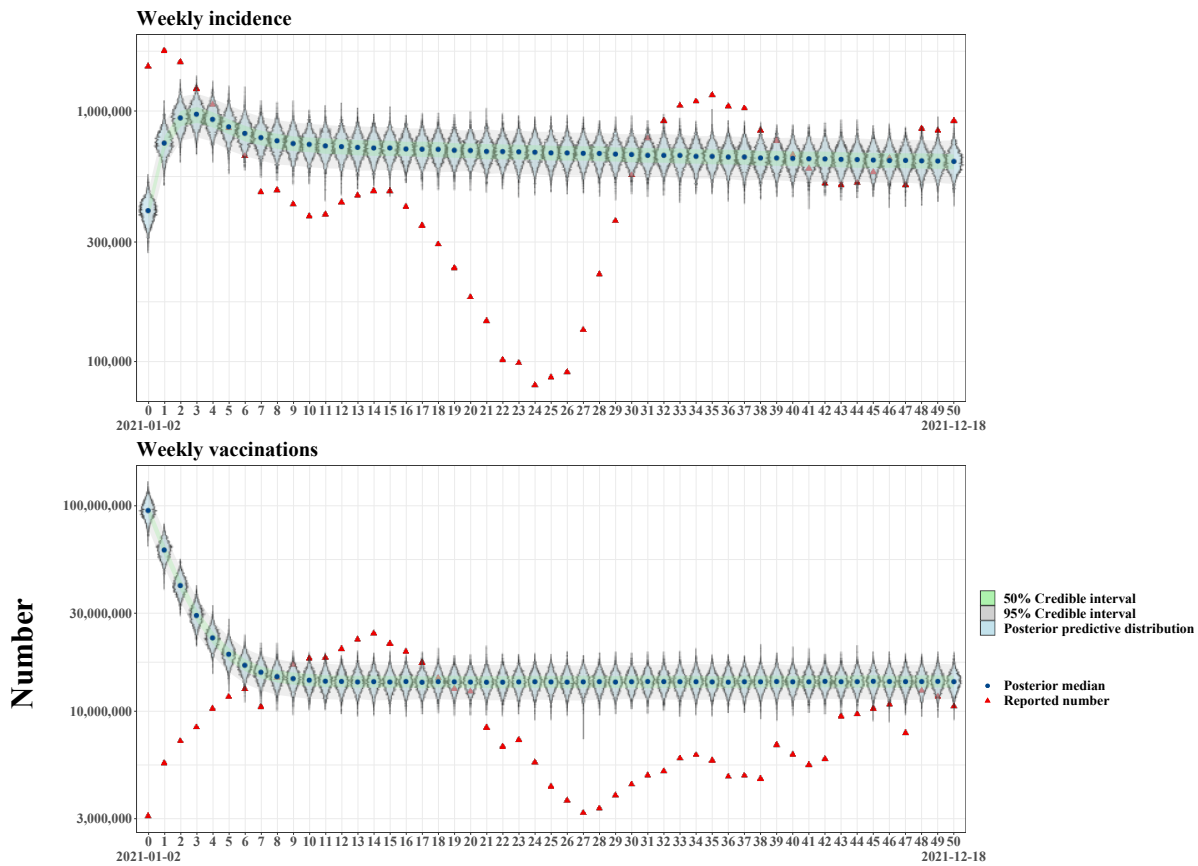 Weekly incidence
1,000,000
300,000
100,000
0 1 2 3 4 5 6 7 8 9 10 11 12 13 14 15 16 17 18 19 20 21 22 23 24 25 26 27 28 29 30 31 32 33 34 35 36 37 38 39 40 41 42 43 44 45 46 47 48 49 50
2021-01-02 2021-12-18
Weekly vaccinations
100,000,000
30,000,000
10,000,000
3,000,000
0 1 2 3 4 5 6 7 8 9 10 11 12 13 14 15 16 17 18 19 20 21 22 23 24 25 26 27 28 29 30 31 32 33 34 35 36 37 38 39 40 41 42 43 44 45 46 47 48 49 50
2021-01-02 2021-12-18
Number
50% Credible interval
95% Credible interval
Posterior predictive distribution
Posterior median
Reported number